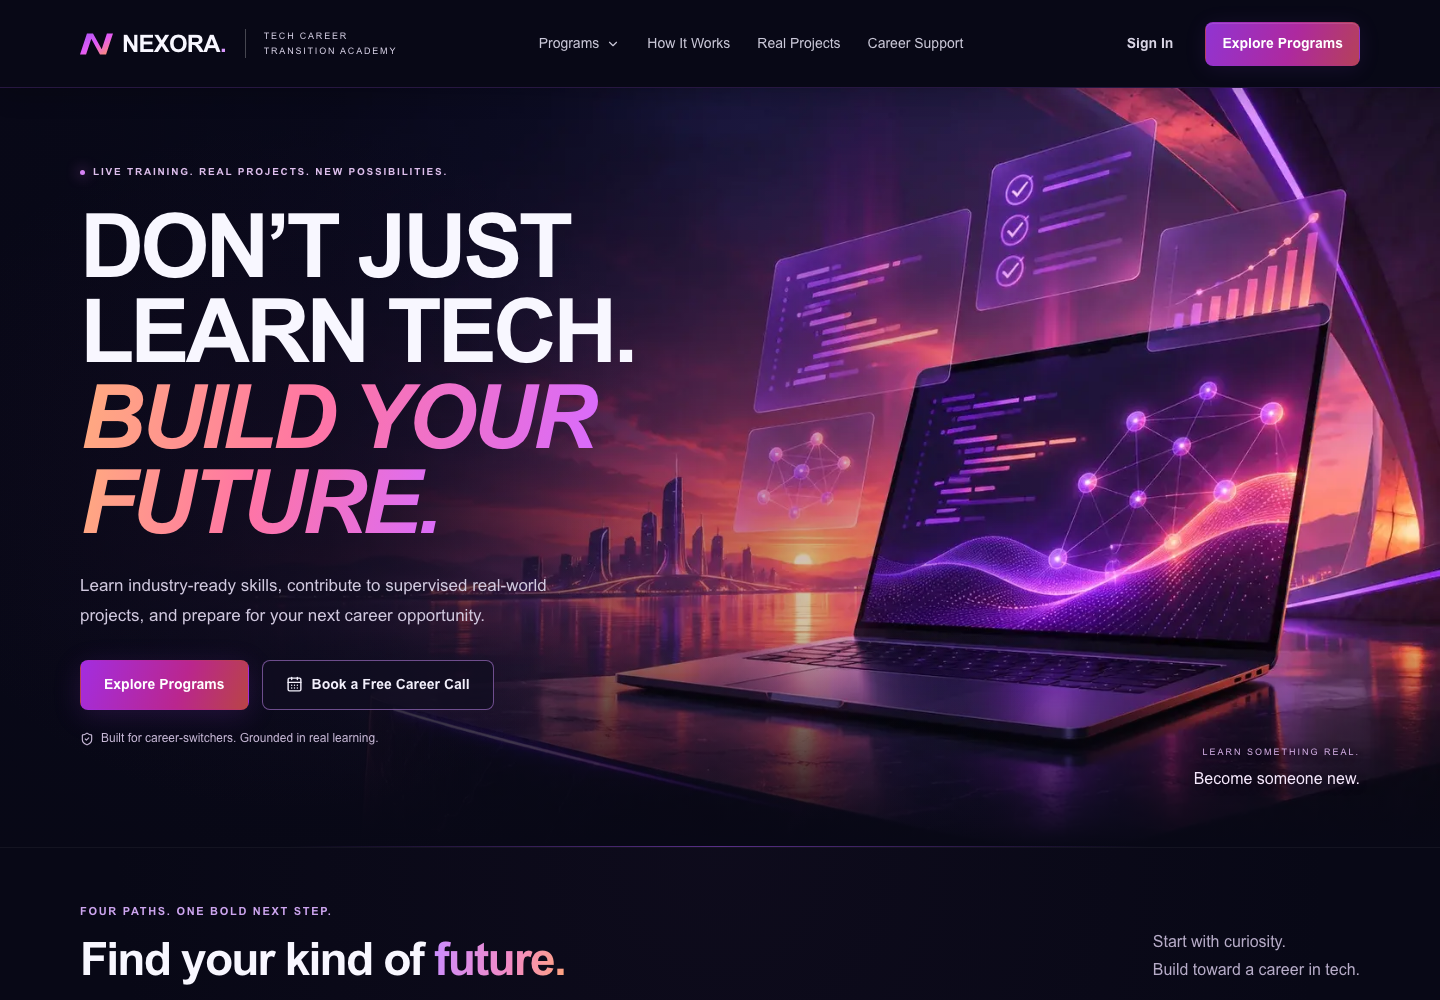 NEXORA.
TECH CAREER
TRANSITION ACADEMY
Programs
How It Works
Real Projects
Career Support
Sign In
Explore Programs
LIVE TRAINING. REAL PROJECTS. NEW POSSIBILITIES.
DON’T JUST
LEARN TECH.
BUILD YOUR
FUTURE.
Learn industry-ready skills, contribute to supervised real-world
projects, and prepare for your next career opportunity.
Explore Programs
Book a Free Career Call
Built for career-switchers. Grounded in real learning.
LEARN SOMETHING REAL.
Become someone new.
FOUR PATHS. ONE BOLD NEXT STEP.
Find your kind of future.
Start with curiosity.
Build toward a career in tech.